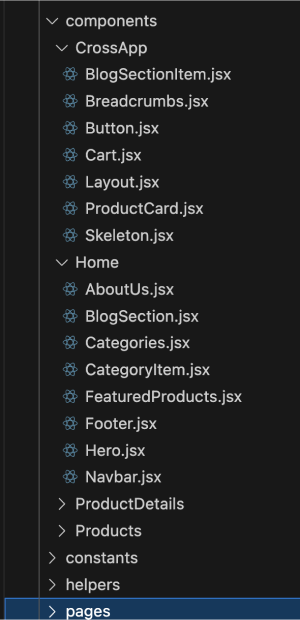 components
CrossApp
BlogSectionItem.jsx
Breadcrumbs.jsx
Button.jsx
Cart.jsx
Layout.jsx
ProductCard.jsx
Skeleton.jsx
Home
AboutUs.jsx
BlogSection.jsx
Categories.jsx
CategoryItem.jsx
FeaturedProducts.jsx
Footer.jsx
Hero.jsx
Navbar.jsx
ProductDetails
Products
constants
helpers
pages